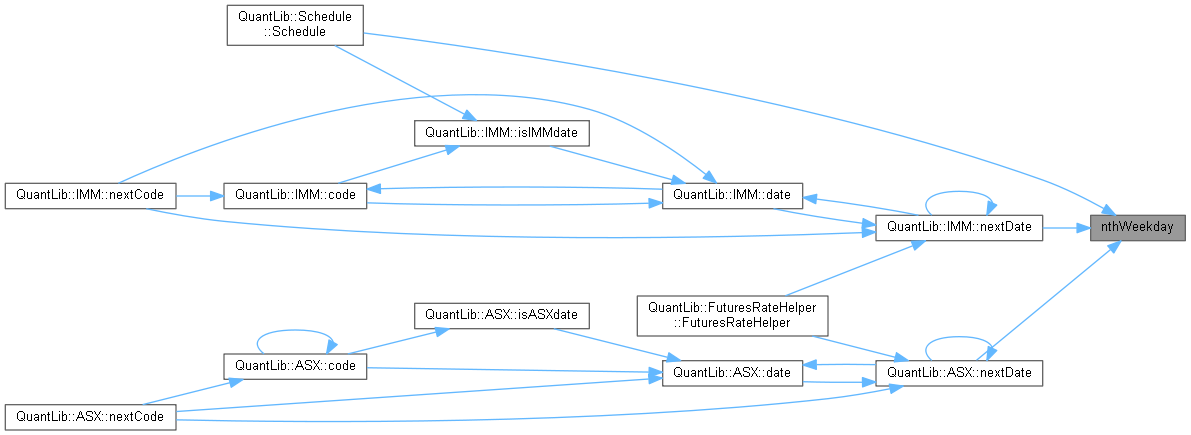 QuantLib::Schedule
::Schedule
QuantLib::IMM::isIMMdate
QuantLib::IMM::nextCode
QuantLib::IMM::code
QuantLib::IMM::date
QuantLib::IMM::nextDate
nthWeekday
QuantLib::FuturesRateHelper
::FuturesRateHelper
QuantLib::ASX::isASXdate
QuantLib::ASX::code
QuantLib::ASX::date
QuantLib::ASX::nextDate
QuantLib::ASX::nextCode